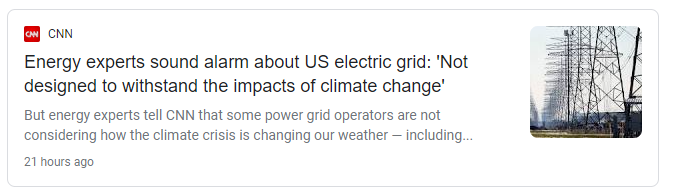 CNN CNN
Energy experts sound alarm about US electric grid: 'Not
designed to withstand the impacts of climate change'
But energy experts tell CNN that some power grid operators are not
considering how the climate crisis is changing our weather — including...
21 hours ago